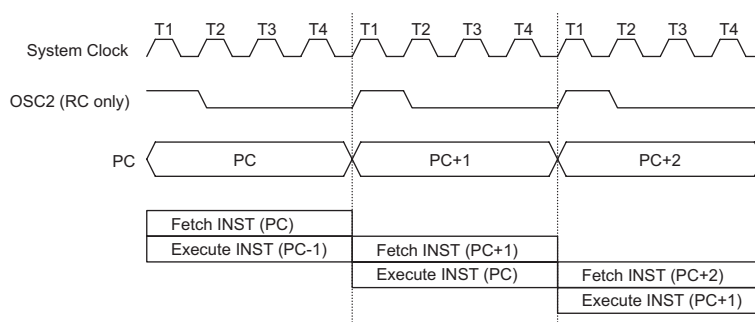 T1 T2 T3 T4 T1 T2 T3 T4 T1 T2 T3 T4
System Clock
OSC2 (RC only)
PC PC PC+1 PC+2
Fetch INST (PC)
Execute INST (PC-1) Fetch INST (PC+1)
Execute INST (PC) Fetch INST (PC+2)
Execute INST (PC+1)